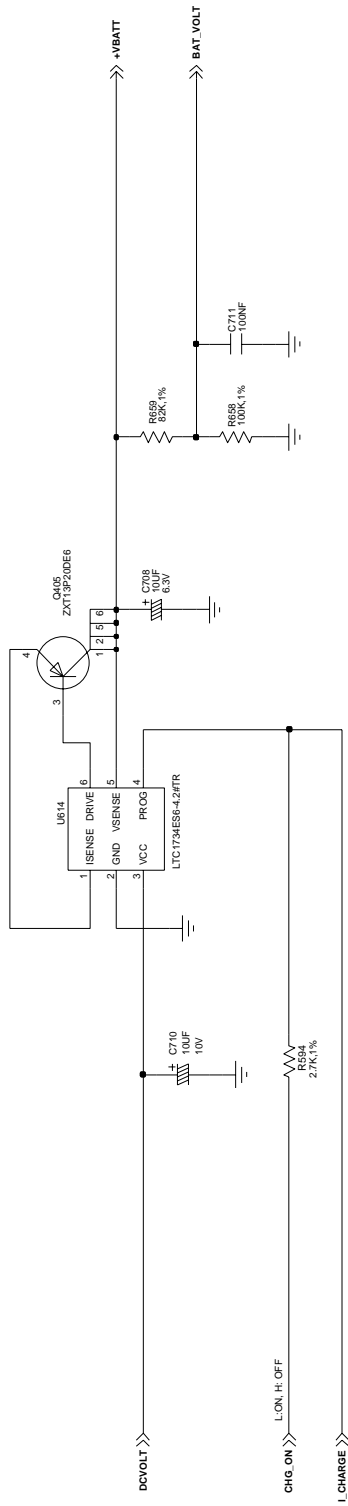 +VBATT
BAT_VOLT
C711
100NF
R659
82K,1%
R658
100K,1%
Q405
ZXT13P20DE6
4
3
6
5
2
1
+
C708
10UF
6.3V
U614
1
ISENSE
DRIVE
6
2
GND
VSENSE
5
3
VCC
PROG
4
LTC1734ES6-4.2#TR
+
C710
10UF
10V
R594
2.7K,1%
L:ON, H: OFF
DCVOLT
CHG_ON
I_CHARGE